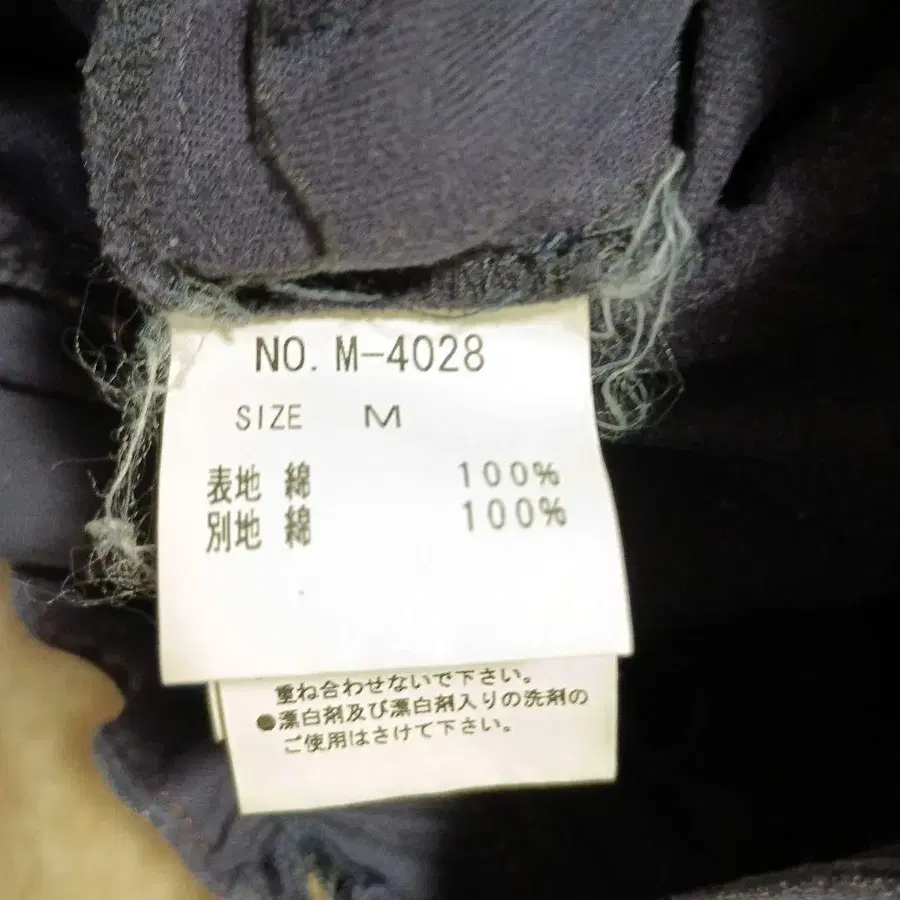 NO. M-4028
SIZE M
表地 綿 100%
別地 綿 100%
重ね合わせないで下さい。
●漂白剤及び漂白剤入りの洗剤の
ご使用はさけて下さい。